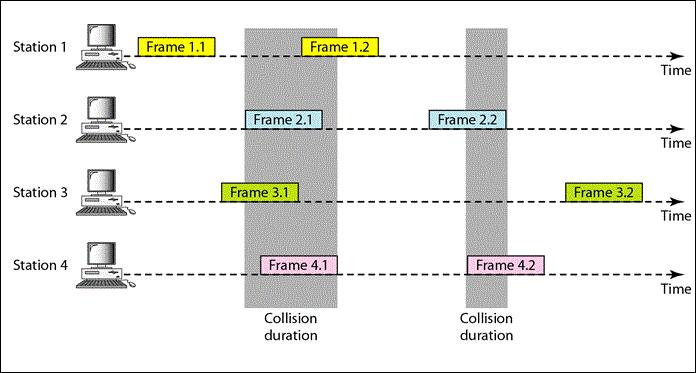 Station 1
Frame 1.1
Frame 1.2
Time
Station 2
Frame 2.1
Frame 2.2
Time
Station 3
Frame 3.1
Frame 3.2
Time
Station 4
Frame 4.1
Frame 4.2
Time
Collision
duration
Collision
duration